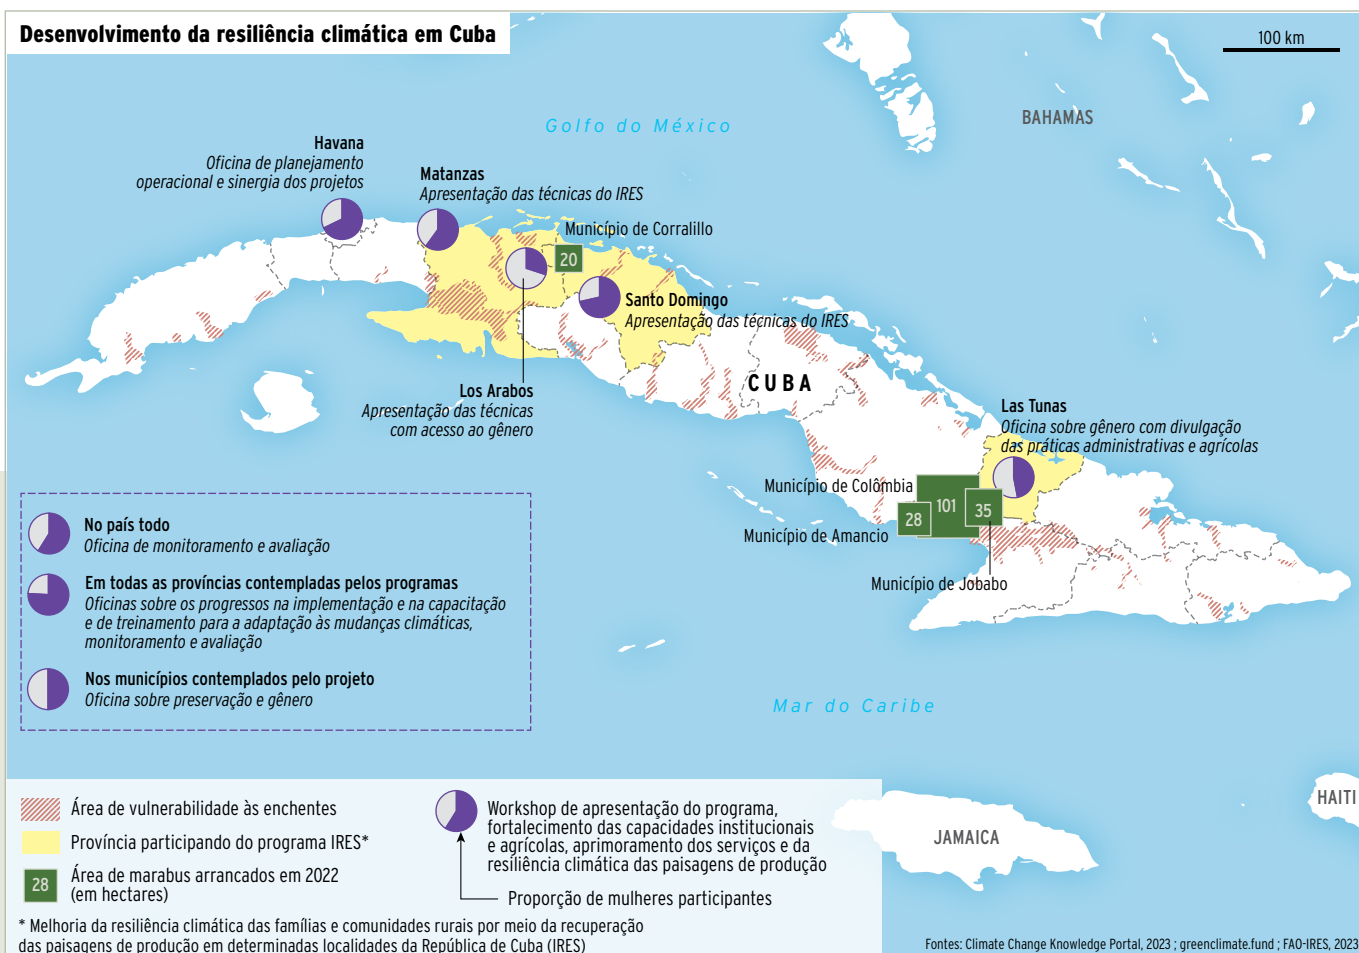 Desenvolvimento da resiliência climática em Cuba
100 km
Golfo do México
BAHAMAS
Havana
Oficina de planejamento
operacional e sinergia dos projetos
Matanzas
Apresentação das técnicas do IRES
Município de Corralillo
20
Santo Domingo
Apresentação das técnicas do IRES
CUBA
Los Arabos
Apresentação das técnicas
com acesso ao gênero
Las Tunas
Oficina sobre gênero com divulgação
das práticas administrativas e agrícolas
Município de Colômbia
101
35
28
Município de Amancio
Município de Jobabo
No país todo
Oficina de monitoramento e avaliação
Em todas as províncias contempladas pelos programas
Oficinas sobre os progressos na implementação e na capacitação
e de treinamento para a adaptação às mudanças climáticas,
monitoramento e avaliação
Nos municípios contemplados pelo projeto
Oficina sobre preservação e gênero
Mar do Caribe
HAITI
JAMAICA
Área de vulnerabilidade às enchentes
Província participando do programa IRES*
28
Área de marabus arrancados em 2022
(em hectares)
Workshop de apresentação do programa,
fortalecimento das capacidades institucionais
e agrícolas, aprimoramento dos serviços e da
resiliência climática das paisagens de produção
Proporção de mulheres participantes
* Melhoria da resiliência climática das famílias e comunidades rurais por meio da recuperação
das paisagens de produção em determinadas localidades da República de Cuba (IRES)
Fontes: Climate Change Knowledge Portal, 2023 ; greenclimate.fund ; FAO-IRES, 2023